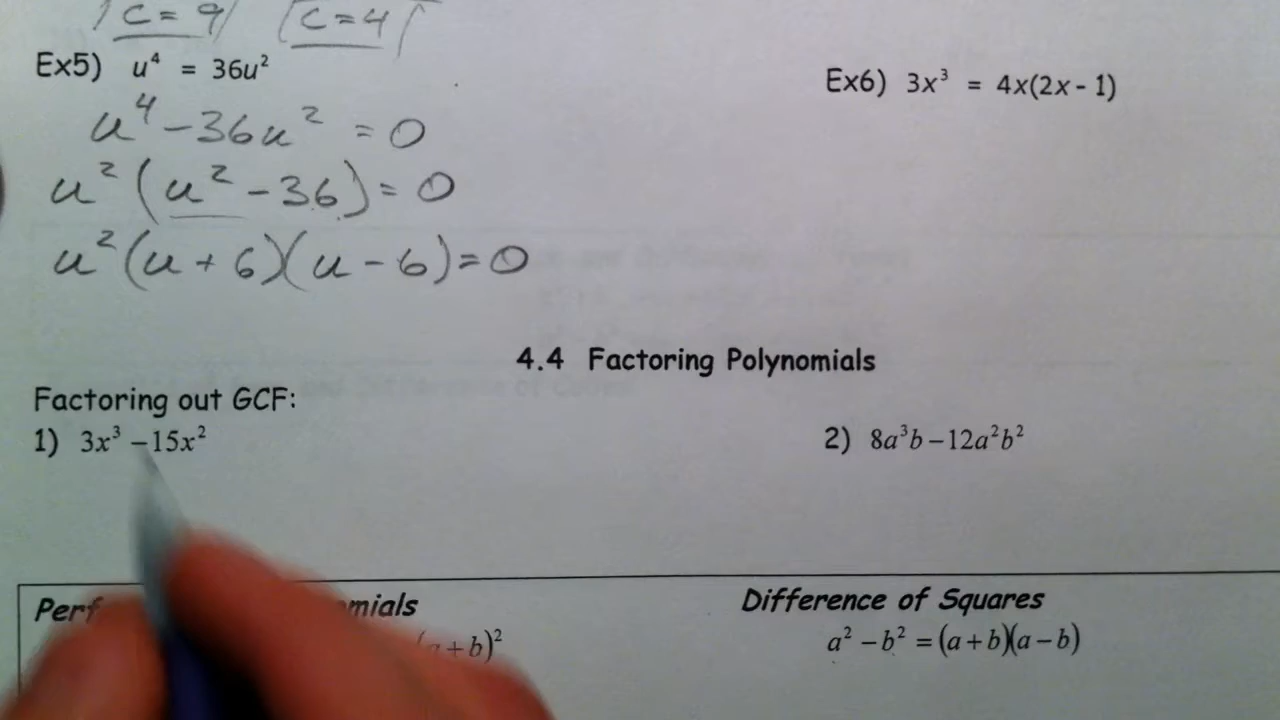 c = 9 c = 4
Ex5) u⁴ = 36u²
u⁴ - 36u² = 0
u² (u² - 36) = 0
u² (u + 6)(u - 6) = 0
Ex6) 3x³ = 4x(2x - 1)
4.4 Factoring Polynomials
Factoring out GCF:
1) 3x³ – 15x²
2) 8a³b – 12a²b²
+ b)²
Difference of Squares
a² – b² = (a + b)(a – b)